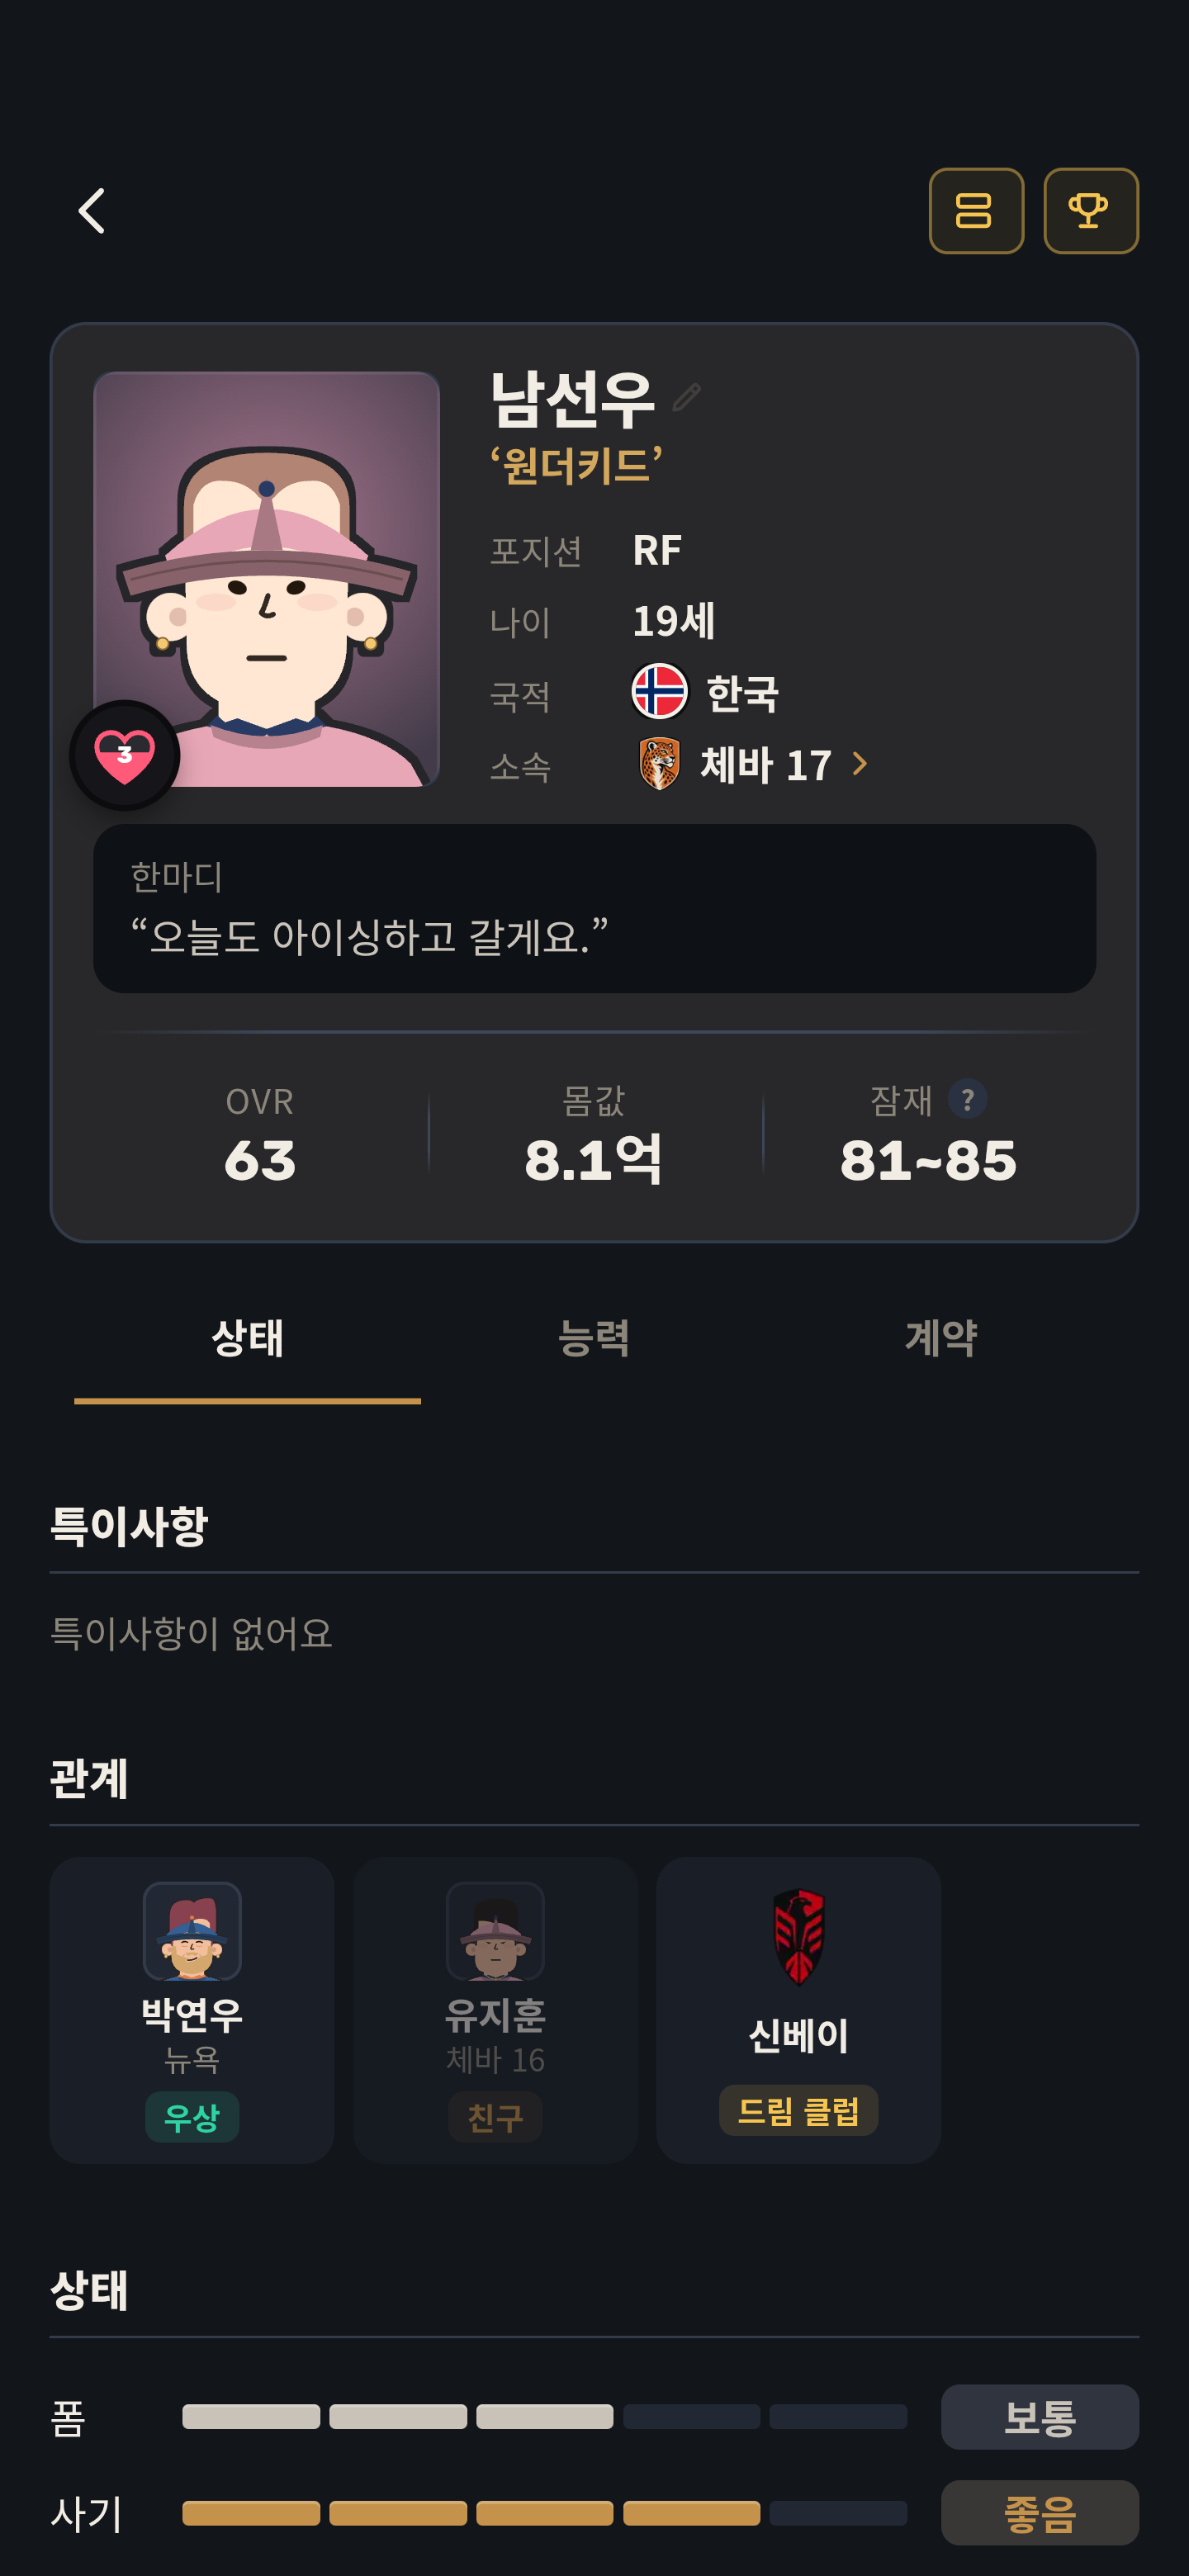 남선우
‘원더키드’
포지션 RF
나이 19세
국적 한국
소속 체바 17
3
한마디
“오늘도 아이싱하고 갈게요.”
OVR 몸값 잠재 ?
63 8.1억 81~85
상태 능력 계약
특이사항
특이사항이 없어요
관계
박연우 유지훈 신베이
뉴욕 체바 16
우상 친구 드림 클럽
상태
폼 보통
사기 좋음